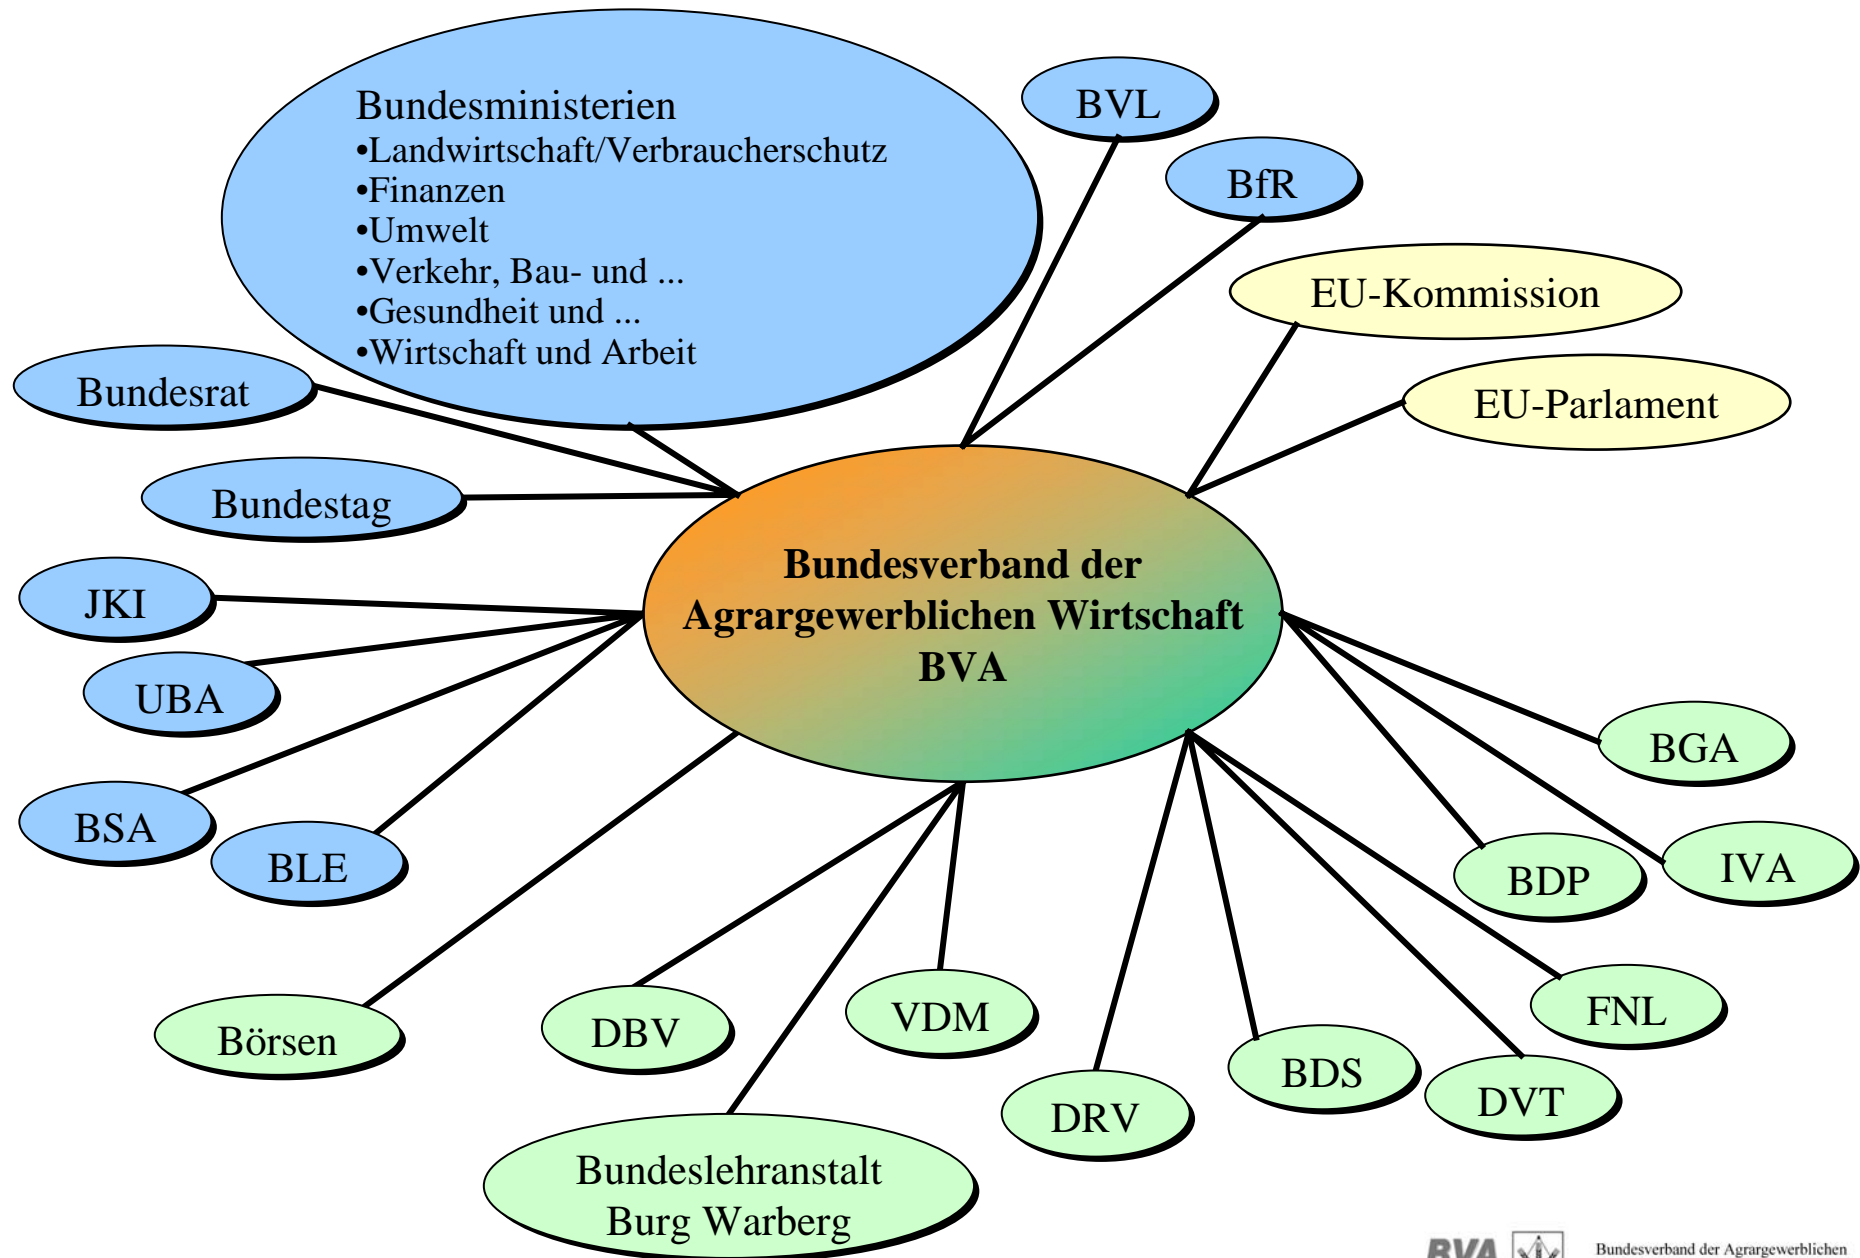 Bundesministerien
•Landwirtschaft/Verbraucherschutz
•Finanzen
•Umwelt
•Verkehr, Bau- und ...
•Gesundheit und ...
•Wirtschaft und Arbeit
BVL
BfR
EU-Kommission
EU-Parlament
Bundesrat
Bundestag
JKI
UBA
BSA
BLE
Bundesverband der
Agrargewerblichen Wirtschaft
BVA
BGA
IVA
BDP
FNL
DVT
BDS
DRV
VDM
DBV
Börsen
Bundeslehranstalt
Burg Warberg
BVA
Bundesverband der Agrargewerblichen